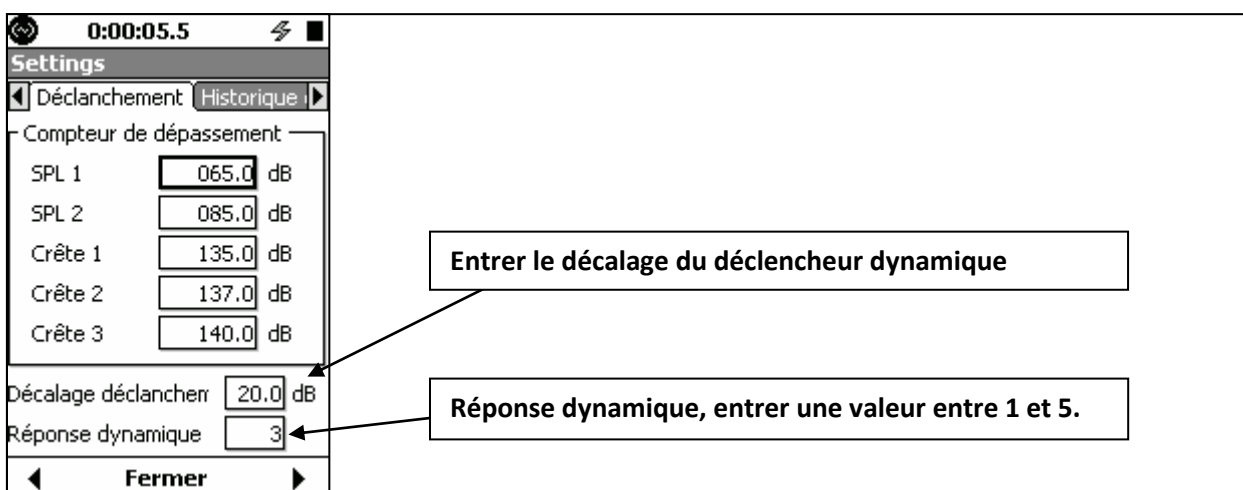 0:00:05.5
Settings
Déclanchement Historique
Compteur de dépassement
SPL 1 065.0 dB
SPL 2 085.0 dB
Crête 1 135.0 dB
Crête 2 137.0 dB
Crête 3 140.0 dB
Entrer le décalage du déclencheur dynamique
Décalage déclanchem 20.0 dB
Réponse dynamique 3
Réponse dynamique, entrer une valeur entre 1 et 5.
Fermer